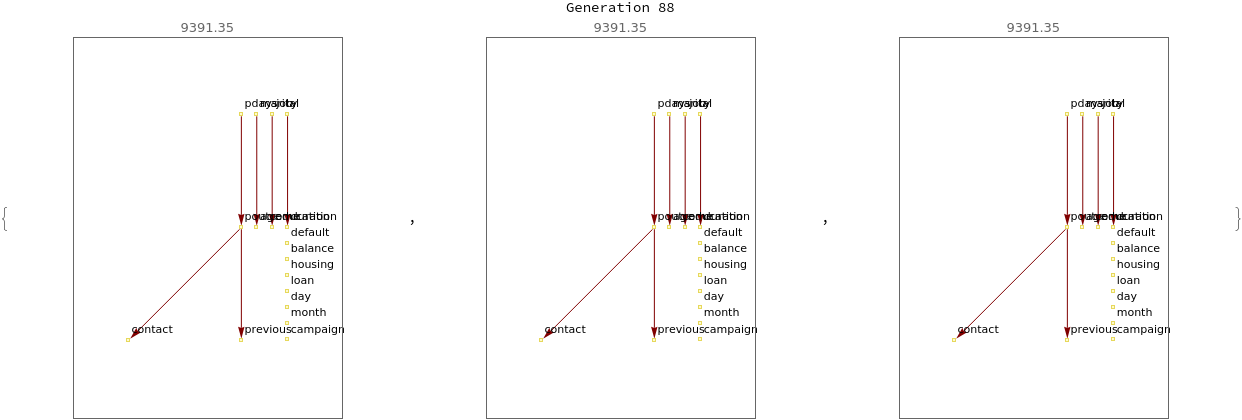 Generation 88
9391.35 9391.35 9391.35
{ , , }
default default default
balance balance balance
housing housing housing
loan loan loan
day day day
month month month
contact previous campaign contact previous campaign contact previous campaign